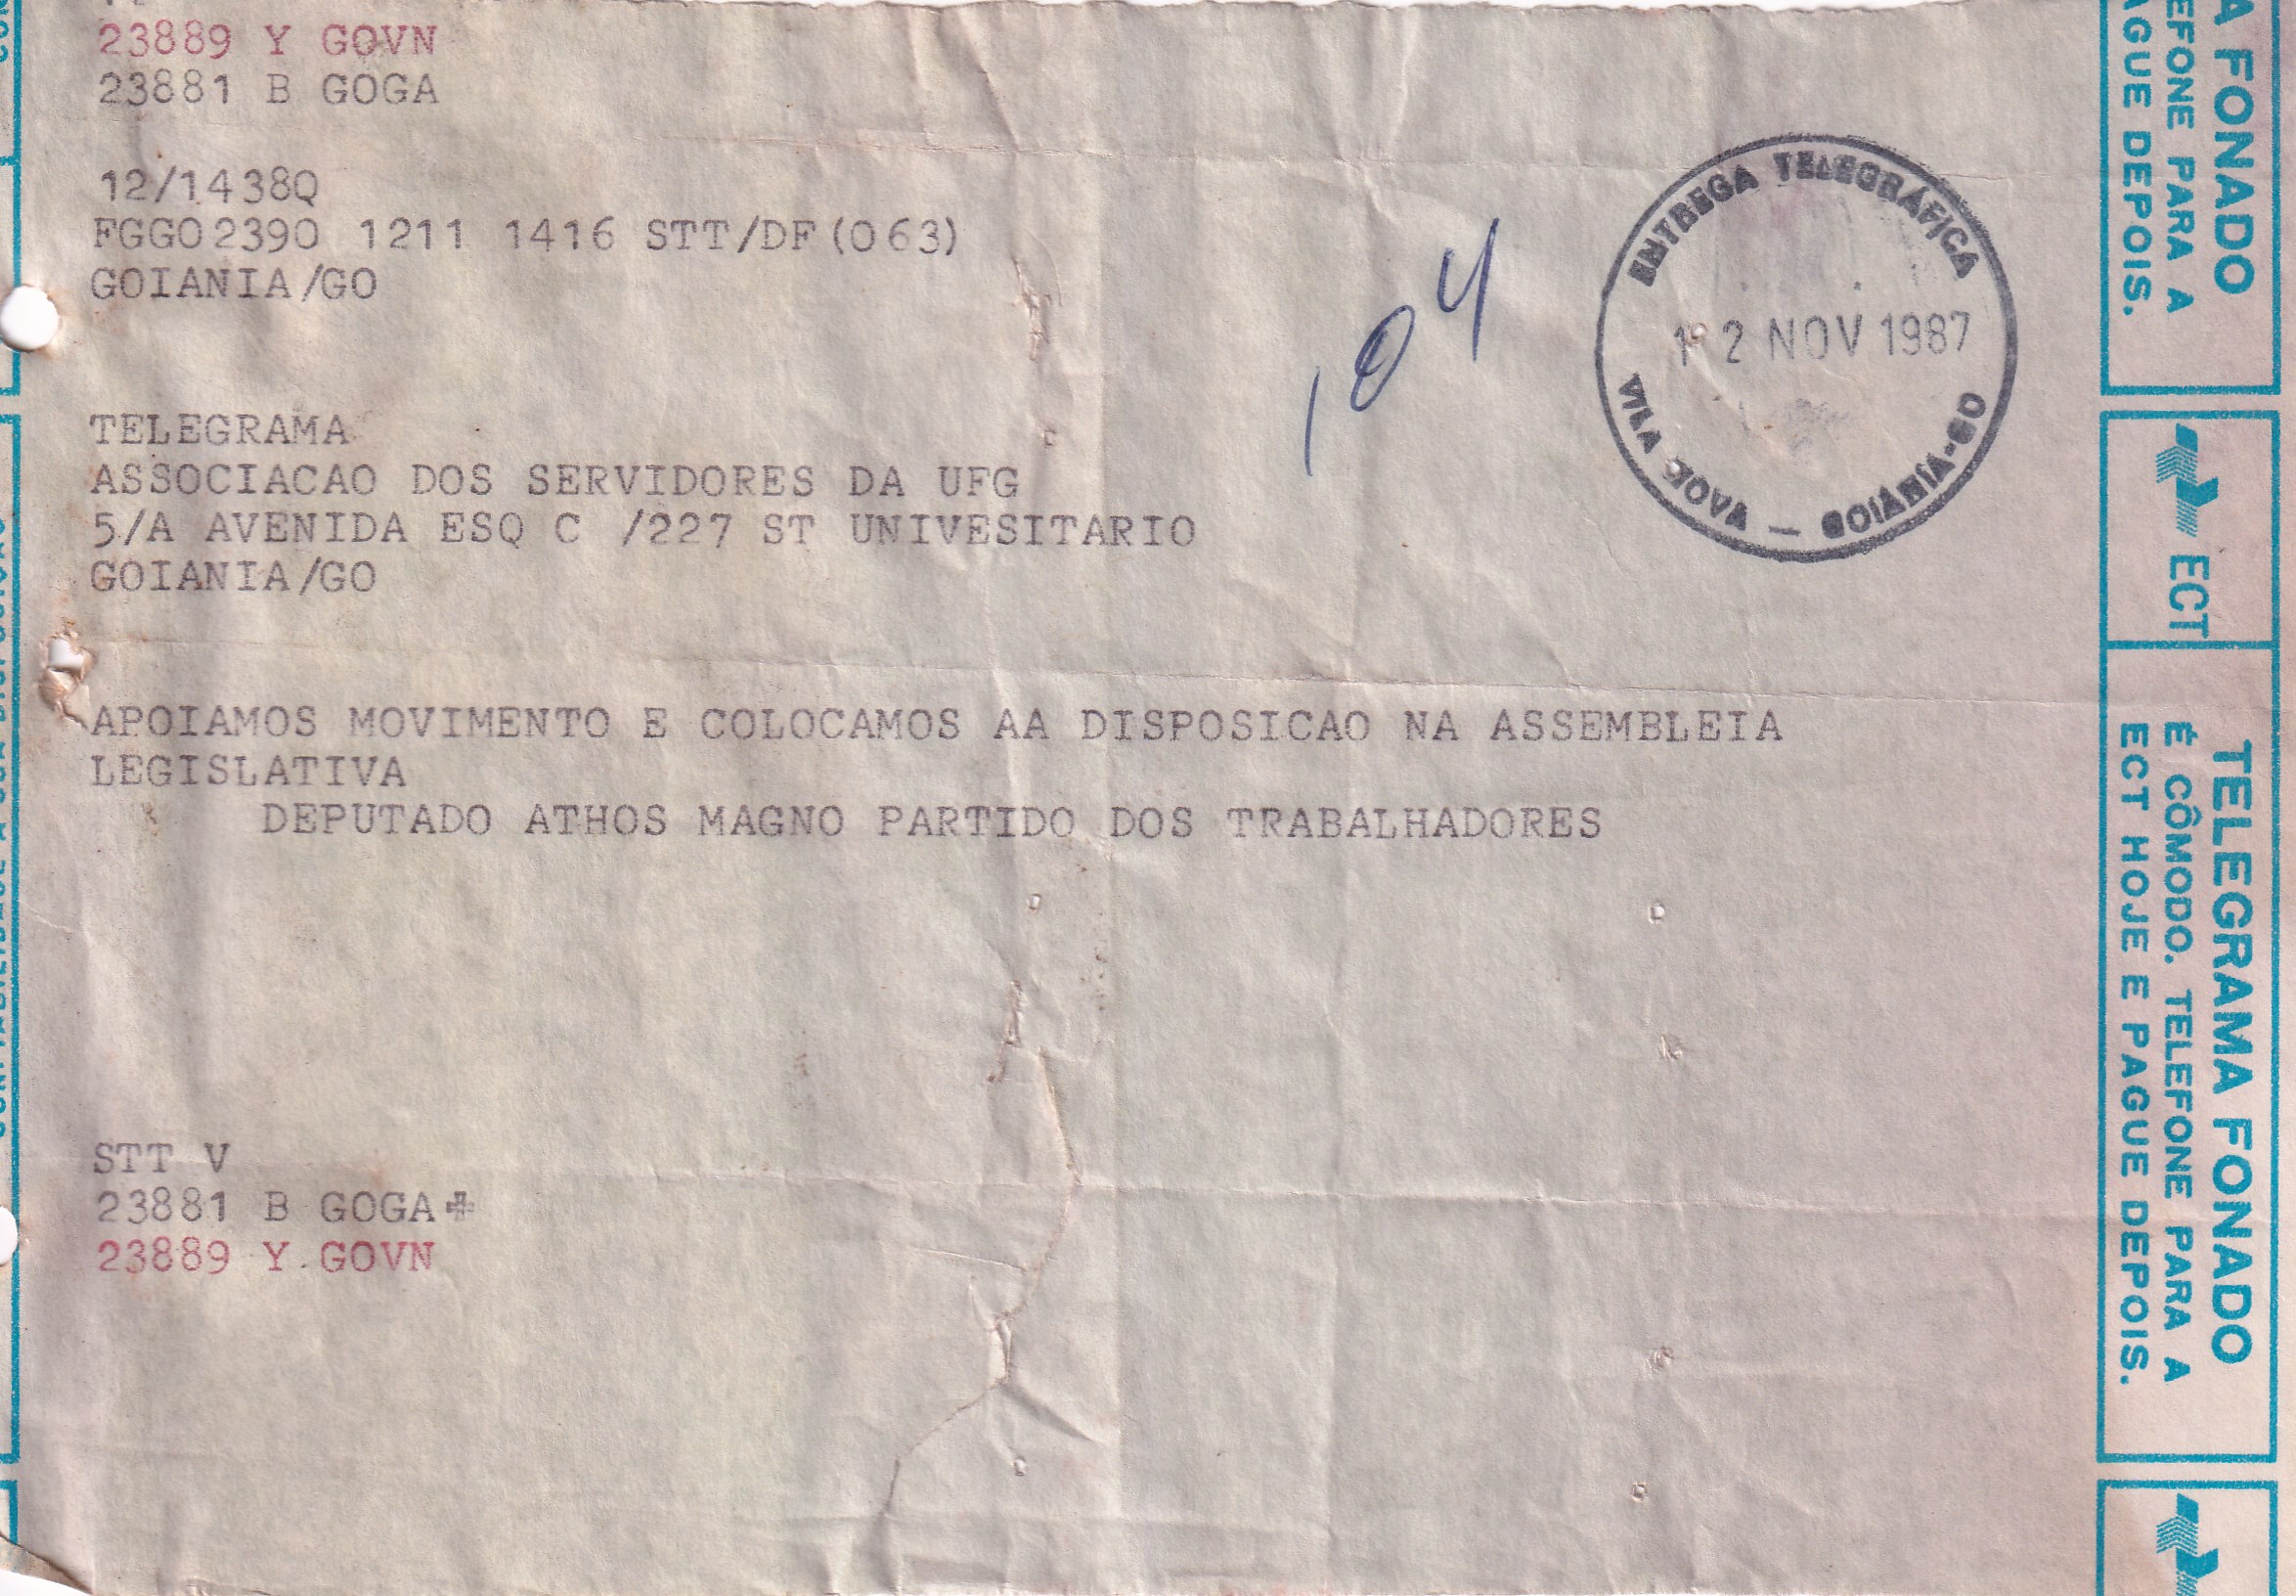 23889 Y GOVN
23881 B GOGA
12/1438Q
FGGO2390 1211 1416 STT/DF(063)
GOIANIA/GO
104
ENTREGA TELEGRÁFICA
12 NOV 1987
VILA NOVA — GOIÂNIA-GO
TELEGRAMA
ASSOCIACAO DOS SERVIDORES DA UFG
5/A AVENIDA ESQ C /227 ST UNIVESITARIO
GOIANIA/GO
APOIAMOS MOVIMENTO E COLOCAMOS AA DISPOSICAO NA ASSEMBLEIA
LEGISLATIVA
DEPUTADO ATHOS MAGNO PARTIDO DOS TRABALHADORES
STT V
23881 B GOGA
23889 Y GOVN
A FONADO
EFONE PARA A
AGUE DEPOIS.
ECT
TELEGRAMA FONADO
É CÔMODO. TELEFONE PARA A
ECT HOJE E PAGUE DEPOIS.